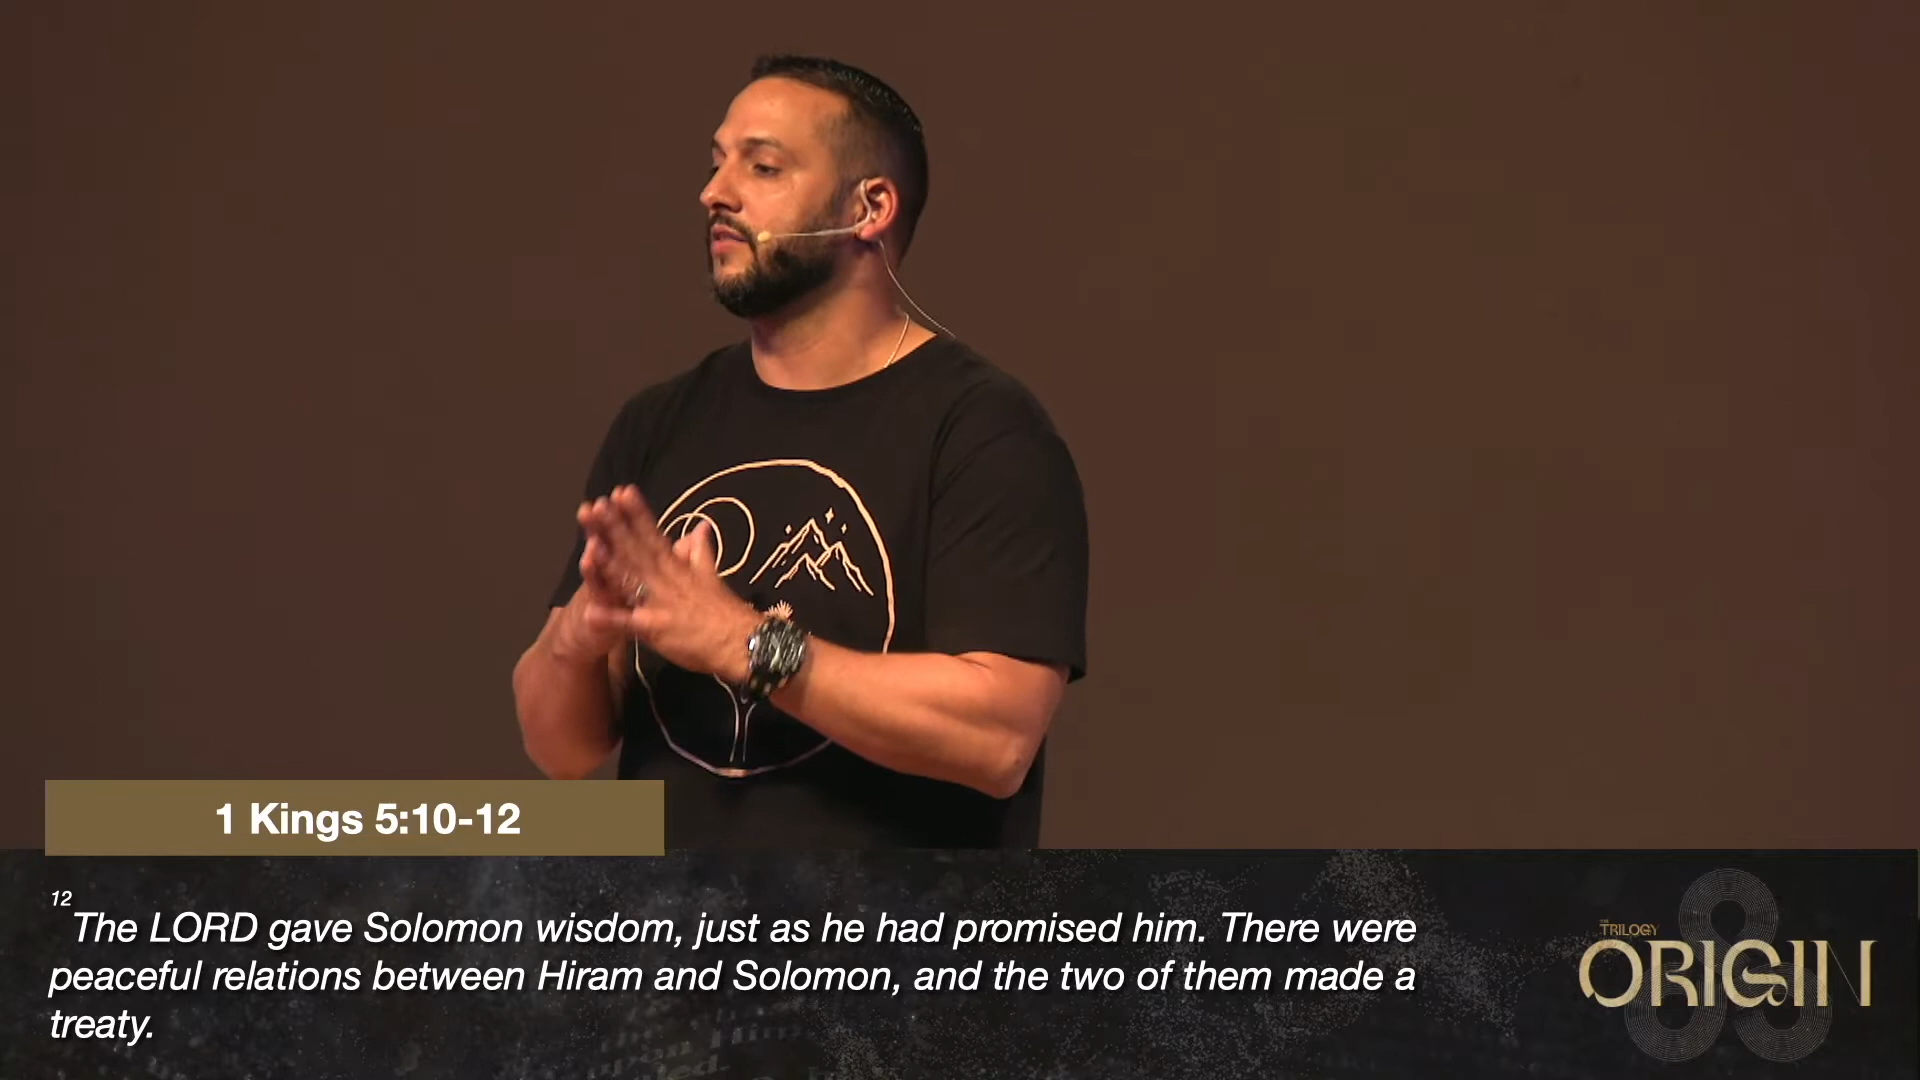 1 Kings 5:10-12
12
The LORD gave Solomon wisdom, just as he had promised him. There were
peaceful relations between Hiram and Solomon, and the two of them made a
treaty.
THE
TRILOGY
ORIGIN